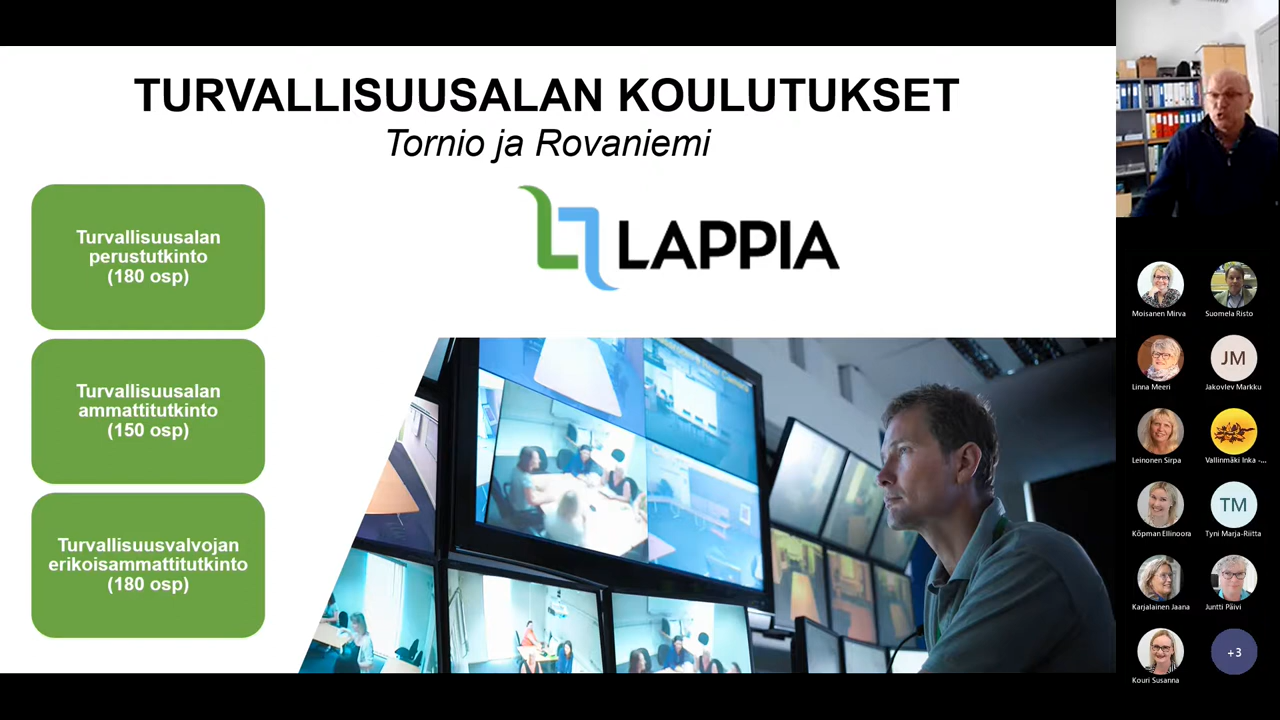 TURVALLISUUSALAN KOULUTUKSET
Tornio ja Rovaniemi
LAPPIA
Turvallisuusalan
perustutkinto
(180 osp)
Turvallisuusalan
ammattitutkinto
(150 osp)
Turvallisuusvalvojan
erikoisammattitutkinto
(180 osp)
Moisanen Mirva
Suomela Risto
Linna Meeri
JM
Jakovlev Markku
Leinonen Sirpa
Vallinmäki Inka -...
Köpman Ellinoora
TM
Tyni Marja-Riitta
Karjalainen Jaana
Juntti Päivi
Kouri Susanna
+3